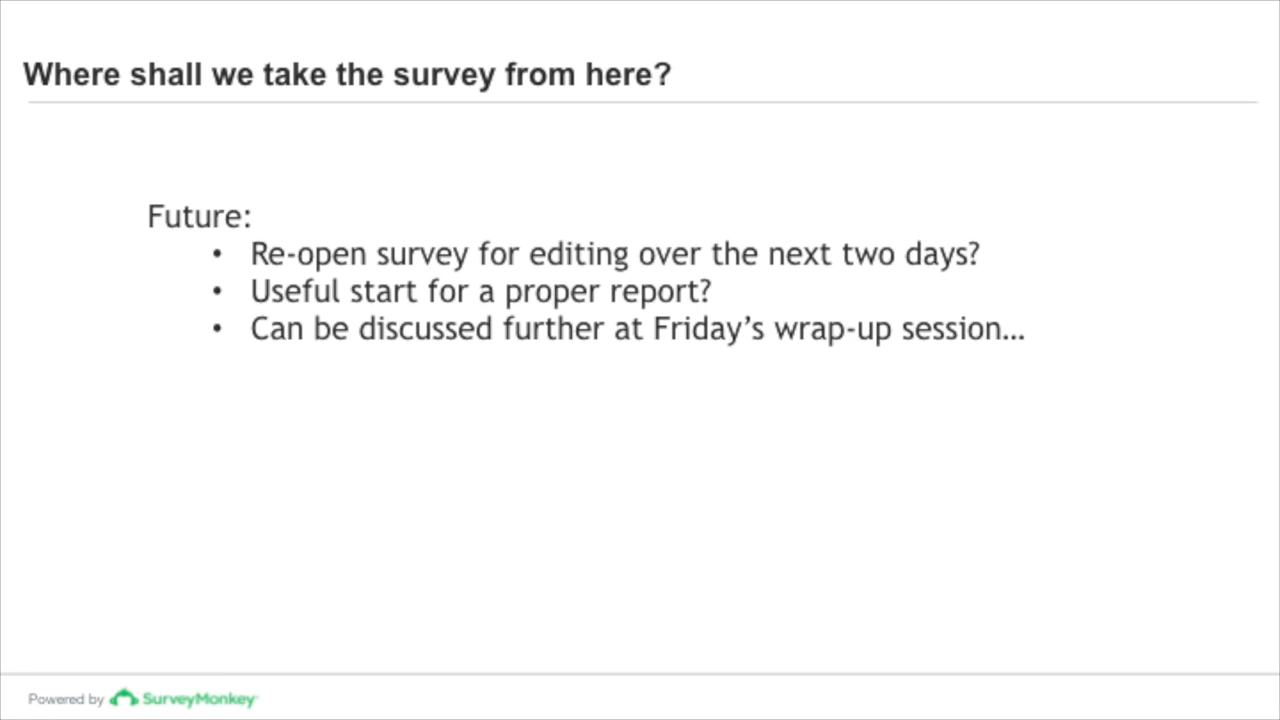 Where shall we take the survey from here?
Future:
• Re-open survey for editing over the next two days?
• Useful start for a proper report?
• Can be discussed further at Friday’s wrap-up session…
Powered by SurveyMonkey